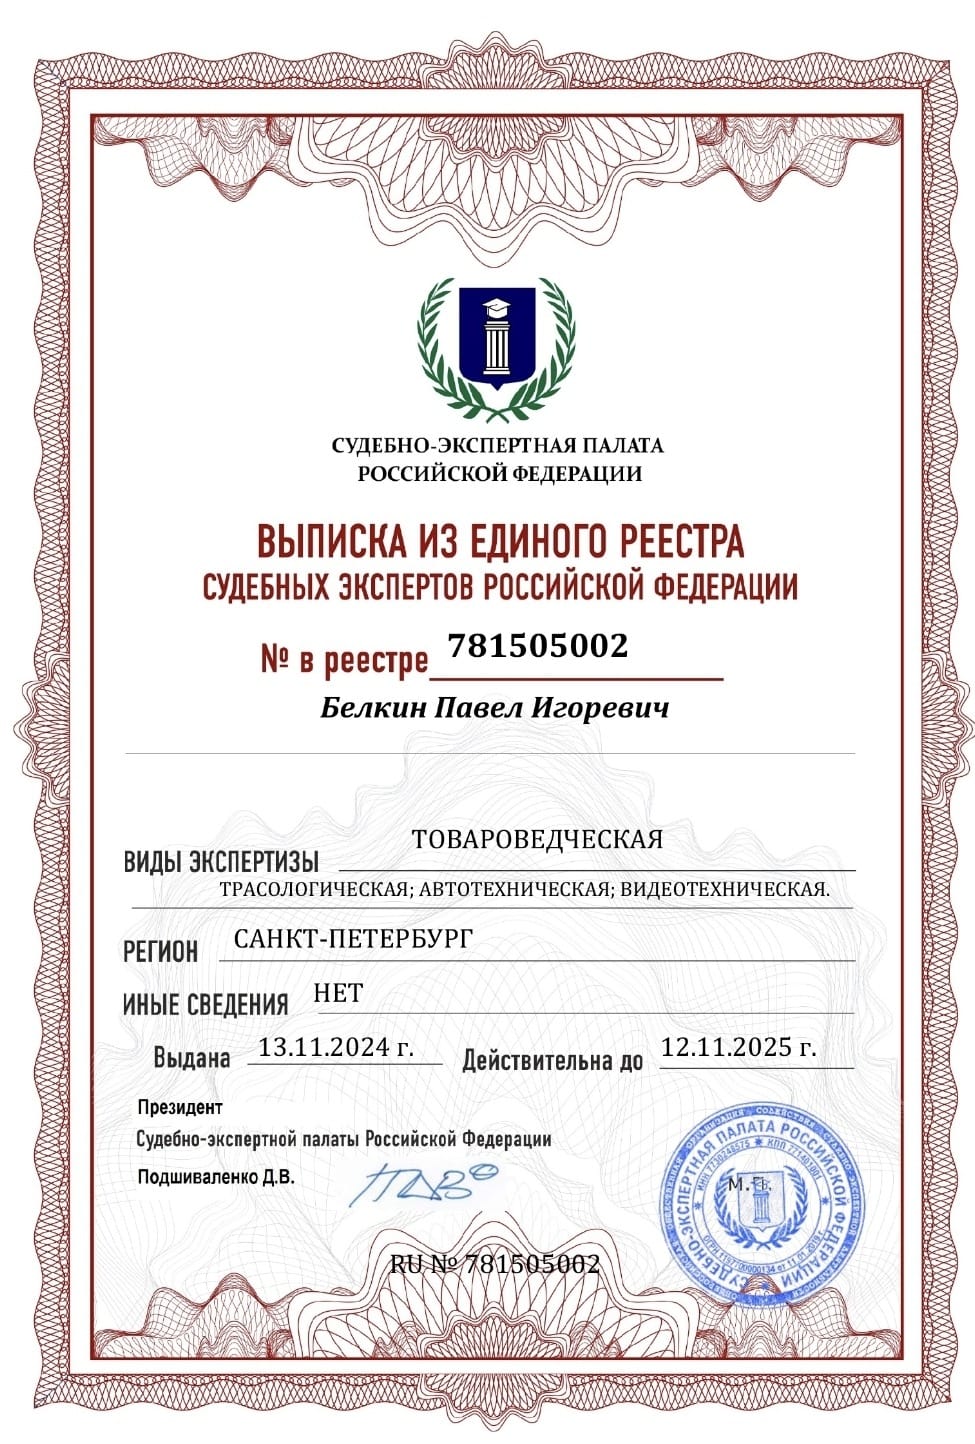 СУДЕБНО-ЭКСПЕРТНАЯ ПАЛАТА
РОССИЙСКОЙ ФЕДЕРАЦИИ
ВЫПИСКА ИЗ ЕДИНОГО РЕЕСТРА
СУДЕБНЫХ ЭКСПЕРТОВ РОССИЙСКОЙ ФЕДЕРАЦИИ
№ в реестре 781505002
Белкин Павел Игоревич
ВИДЫ ЭКСПЕРТИЗЫ ТОВАРОВЕДЧЕСКАЯ
ТРАСОЛОГИЧЕСКАЯ; АВТОТЕХНИЧЕСКАЯ; ВИДЕОТЕХНИЧЕСКАЯ.
РЕГИОН САНКТ-ПЕТЕРБУРГ
ИНЫЕ СВЕДЕНИЯ НЕТ
Выдана 13.11.2024 г. Действительна до 12.11.2025 г.
Президент
Судебно-экспертной палаты Российской Федерации
Подшиваленко Д.В.
СУДЕБНО-ЭКСПЕРТНАЯ ПАЛАТА РОССИЙСКОЙ ФЕДЕРАЦИИ
М.П.
RU № 781505002